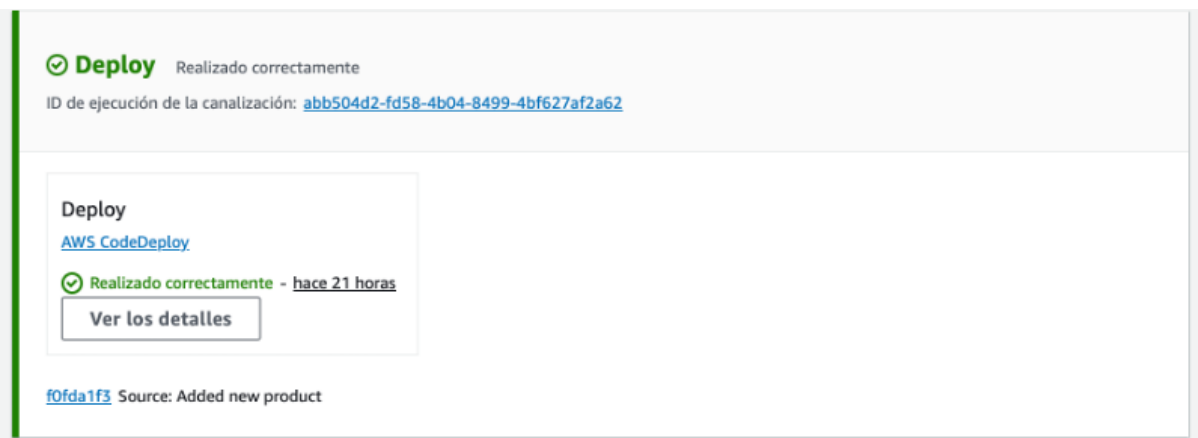 Deploy Realizado correctamente
ID de ejecución de la canalización: abb504d2-fd58-4b04-8499-4bf627af2a62
Deploy
AWS CodeDeploy
Realizado correctamente - hace 21 horas
Ver los detalles
f0fda1f3 Source: Added new product